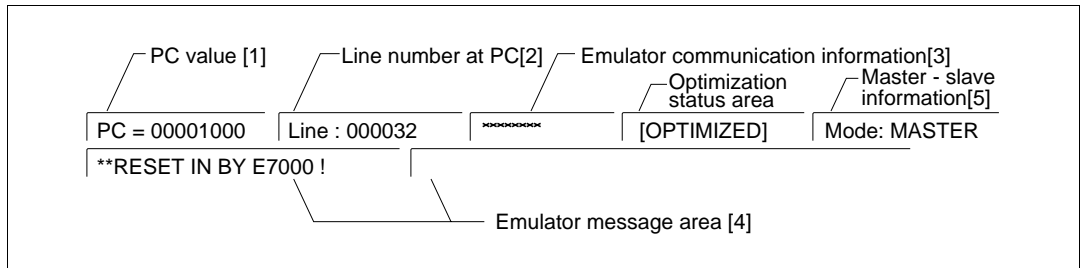 PC value [1]
Line number at PC[2]
Emulator communication information[3]
Optimization
status area
Master - slave
information[5]
PC = 00001000
Line : 000032
××××××××
[OPTIMIZED]
Mode: MASTER
**RESET IN BY E7000 !
Emulator message area [4]